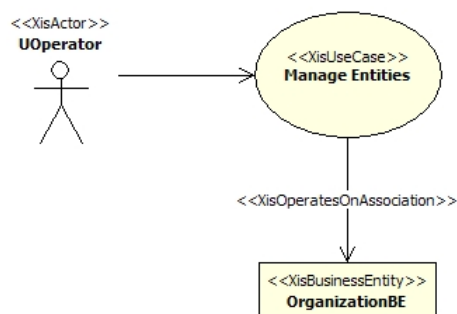 <<XisActor>>
UOperator
<<XisUseCase>>
Manage Entities
<<XisOperatesOnAssociation>>
<<XisBusinessEntity>>
OrganizationBE